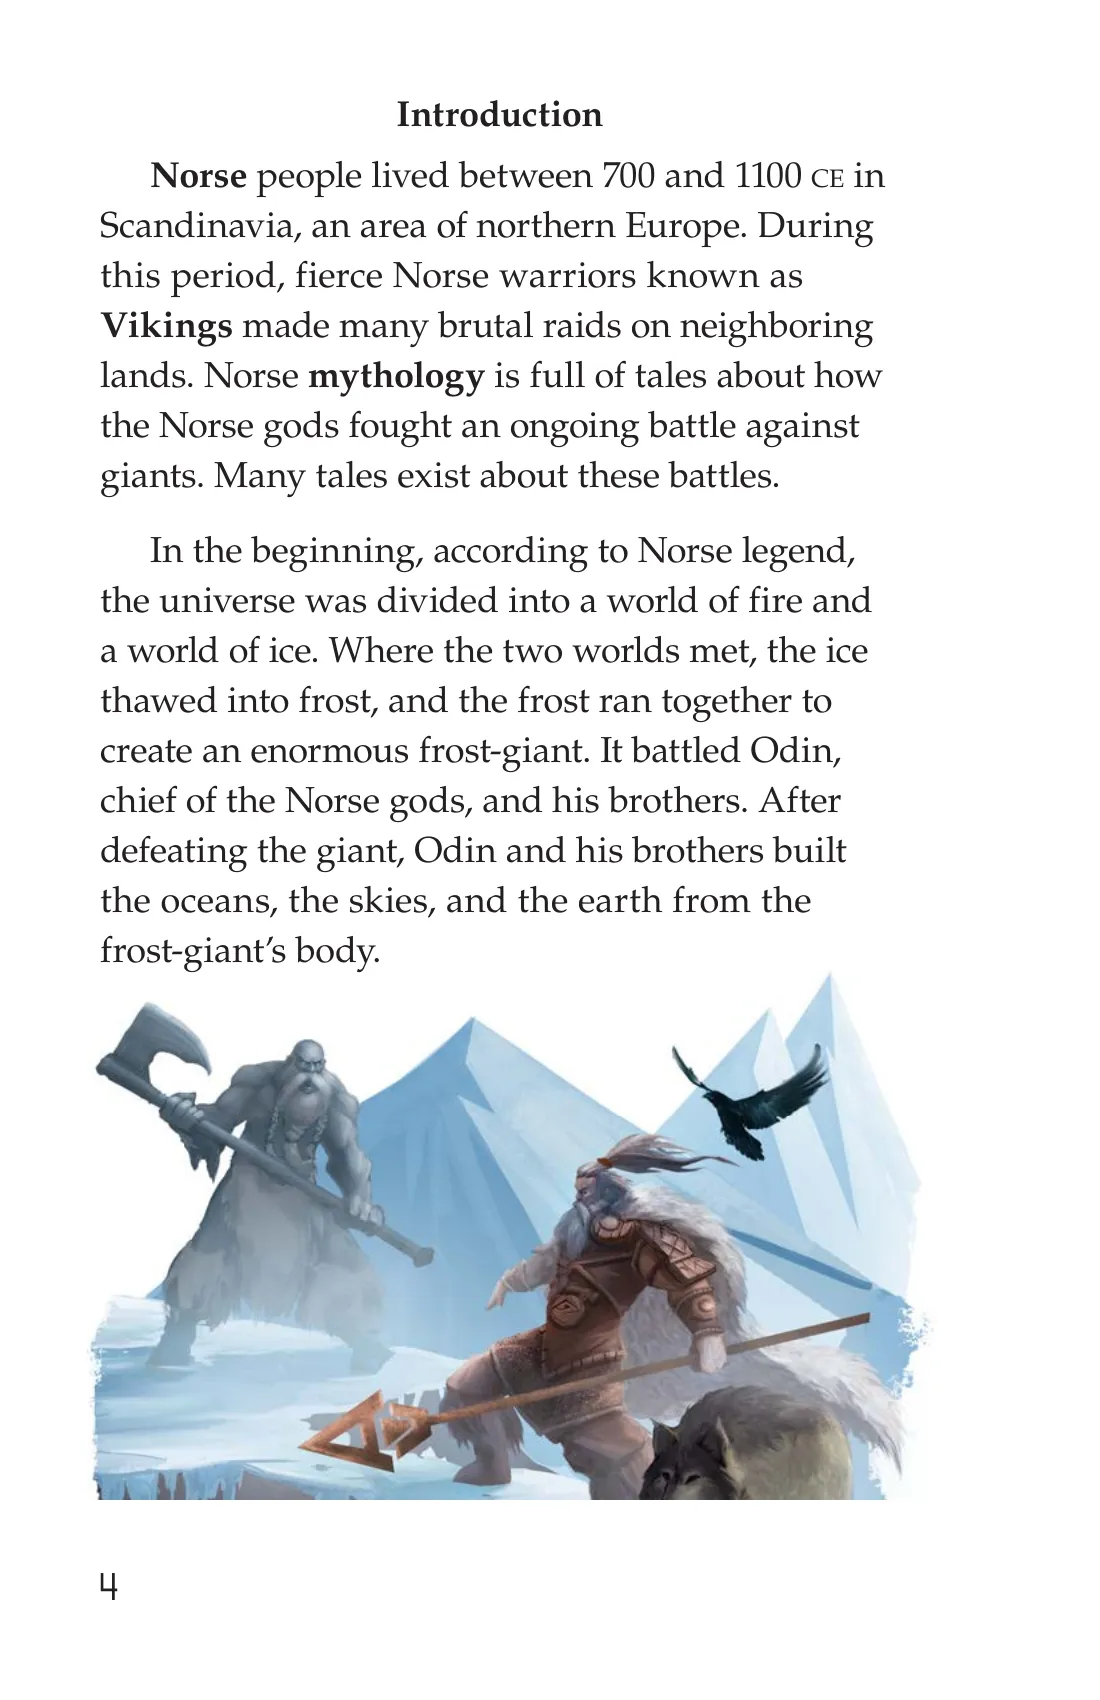 Introduction
Norse people lived between 700 and 1100 CE in
Scandinavia, an area of northern Europe. During
this period, fierce Norse warriors known as
Vikings made many brutal raids on neighboring
lands. Norse mythology is full of tales about how
the Norse gods fought an ongoing battle against
giants. Many tales exist about these battles.
In the beginning, according to Norse legend,
the universe was divided into a world of fire and
a world of ice. Where the two worlds met, the ice
thawed into frost, and the frost ran together to
create an enormous frost-giant. It battled Odin,
chief of the Norse gods, and his brothers. After
defeating the giant, Odin and his brothers built
the oceans, the skies, and the earth from the
frost-giant’s body.
4